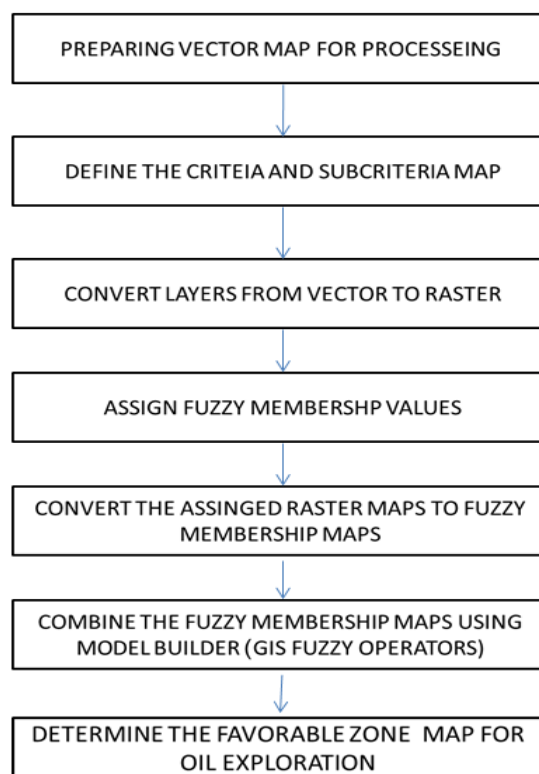 PREPARING VECTOR MAP FOR PROCESSEING
DEFINE THE CRITEIA AND SUBCRITERIA MAP
CONVERT LAYERS FROM VECTOR TO RASTER
ASSIGN FUZZY MEMBERSHP VALUES
CONVERT THE ASSINGED RASTER MAPS TO FUZZY
MEMBERSHIP MAPS
COMBINE THE FUZZY MEMBERSHIP MAPS USING
MODEL BUILDER (GIS FUZZY OPERATORS)
DETERMINE THE FAVORABLE ZONE MAP FOR
OIL EXPLORATION